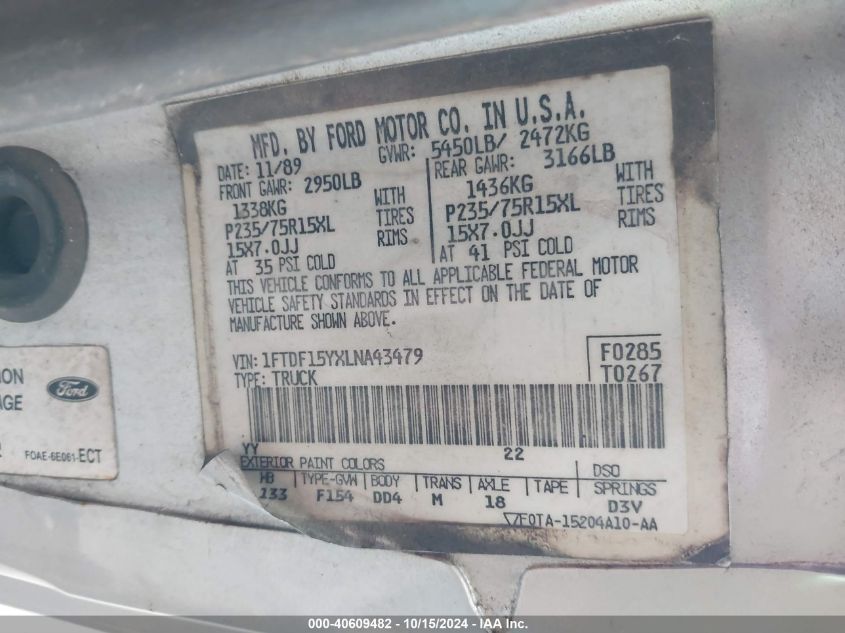 MFD. BY FORD MOTOR CO. IN U.S.A.
DATE: 11/89 GVWR: 5450LB/ 2472KG
FRONT GAWR: 2950LB REAR GAWR: 3166LB
1338KG WITH 1436KG WITH
P235/75R15XL TIRES P235/75R15XL TIRES
15X7.0JJ RIMS 15X7.0JJ RIMS
AT 35 PSI COLD AT 41 PSI COLD
THIS VEHICLE CONFORMS TO ALL APPLICABLE FEDERAL MOTOR
VEHICLE SAFETY STANDARDS IN EFFECT ON THE DATE OF
MANUFACTURE SHOWN ABOVE.
VIN: 1FTDF15YXLNA43479 F0285
TYPE: TRUCK T0267
YY 22
EXTERIOR PAINT COLORS DSO
WB TYPE-GVW BODY TRANS AXLE TAPE SPRINGS
133 F154 DD4 M 18 D3V
F0TA-15204A10-AA
ION
AGE
Ford
FOAE-6E061-ECT
000-40609482 - 10/15/2024 - IAA Inc.